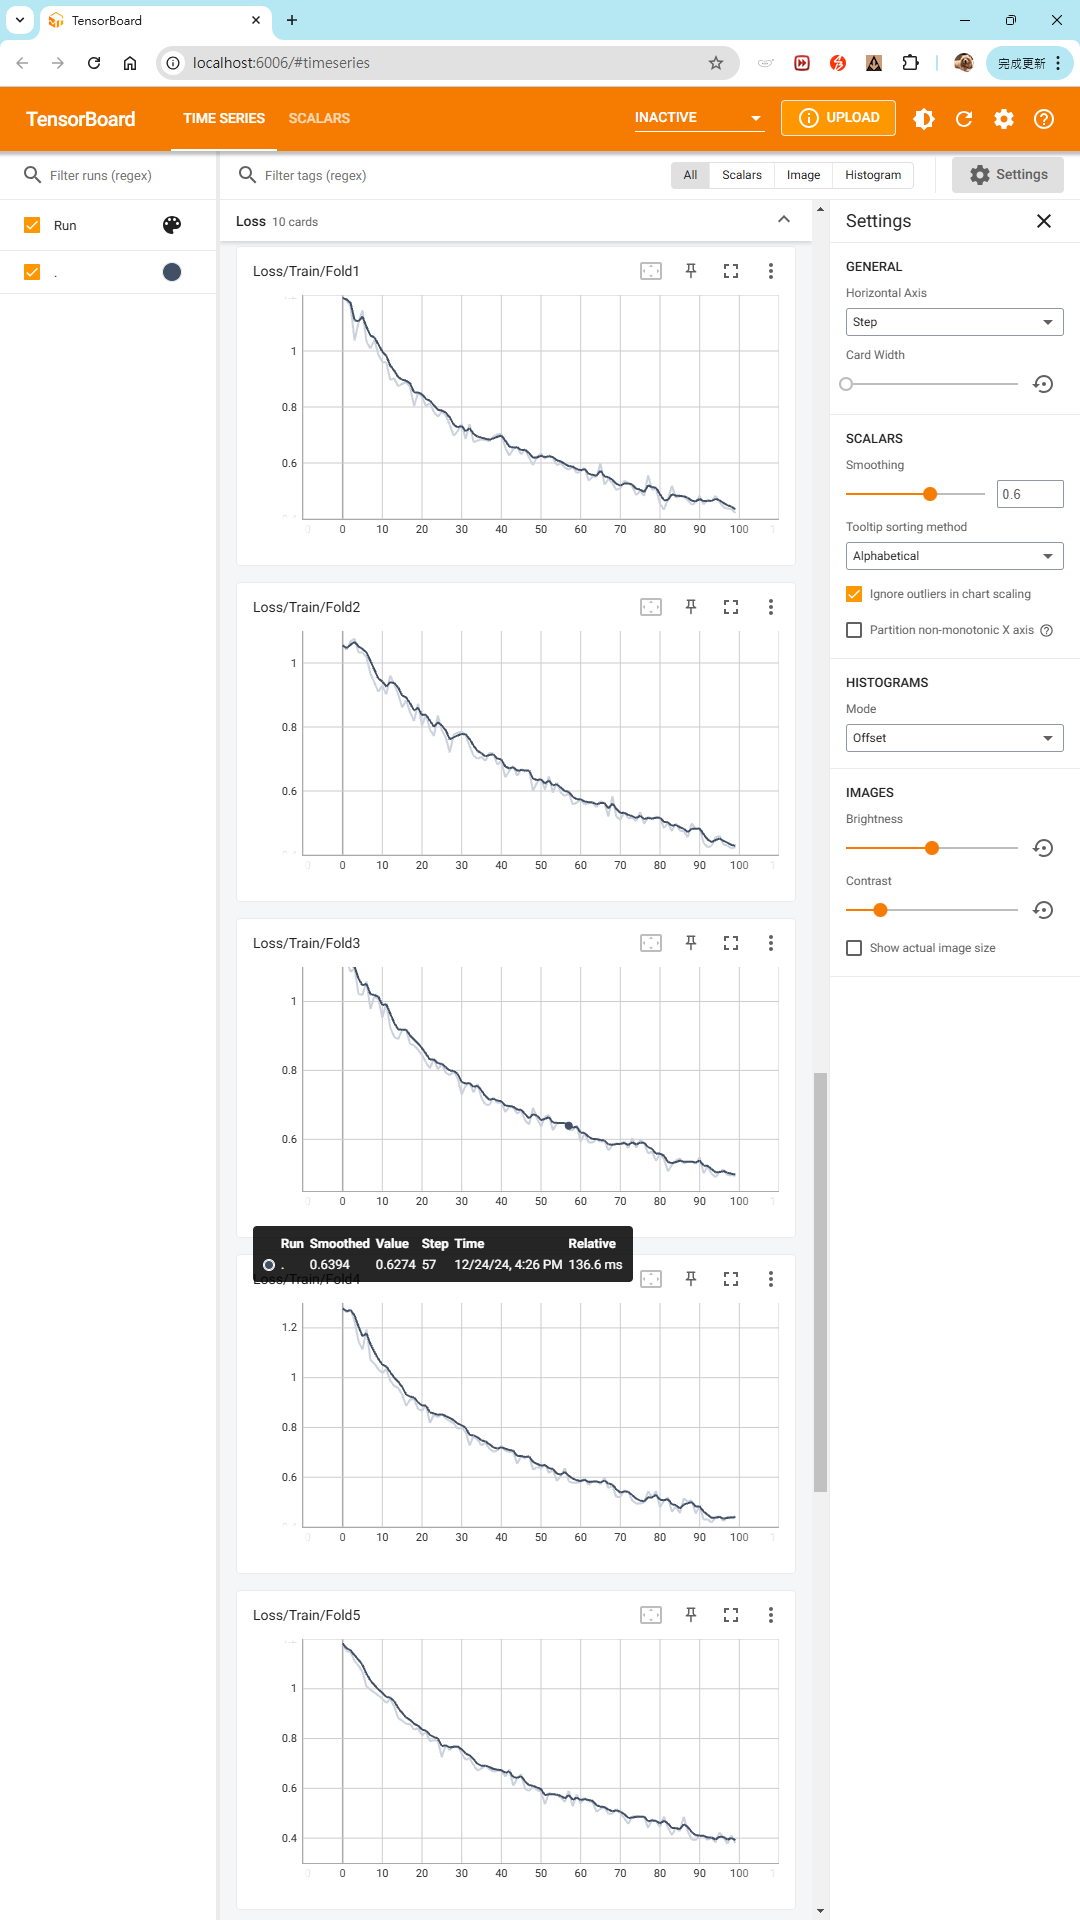 TensorBoard
localhost:6006/#timeseries
完成更新
TensorBoard
TIME SERIES
SCALARS
INACTIVE
UPLOAD
Filter runs (regex)
Filter tags (regex)
All
Scalars
Image
Histogram
Settings
Run
.
Loss 10 cards
Loss/Train/Fold1
1
0.8
0.6
0 10 20 30 40 50 60 70 80 90 100
Loss/Train/Fold2
1
0.8
0.6
0 10 20 30 40 50 60 70 80 90 100
Loss/Train/Fold3
1
0.8
0.6
0 10 20 30 40 50 60 70 80 90 100
Run Smoothed Value Step Time Relative
. 0.6394 0.6274 57 12/24/24, 4:26 PM 136.6 ms
Loss/Train/Fold4
1.2
1
0.8
0.6
0 10 20 30 40 50 60 70 80 90 100
Loss/Train/Fold5
1
0.8
0.6
0.4
0 10 20 30 40 50 60 70 80 90 100
Settings
GENERAL
Horizontal Axis
Step
Card Width
SCALARS
Smoothing
0.6
Tooltip sorting method
Alphabetical
Ignore outliers in chart scaling
Partition non-monotonic X axis
HISTOGRAMS
Mode
Offset
IMAGES
Brightness
Contrast
Show actual image size